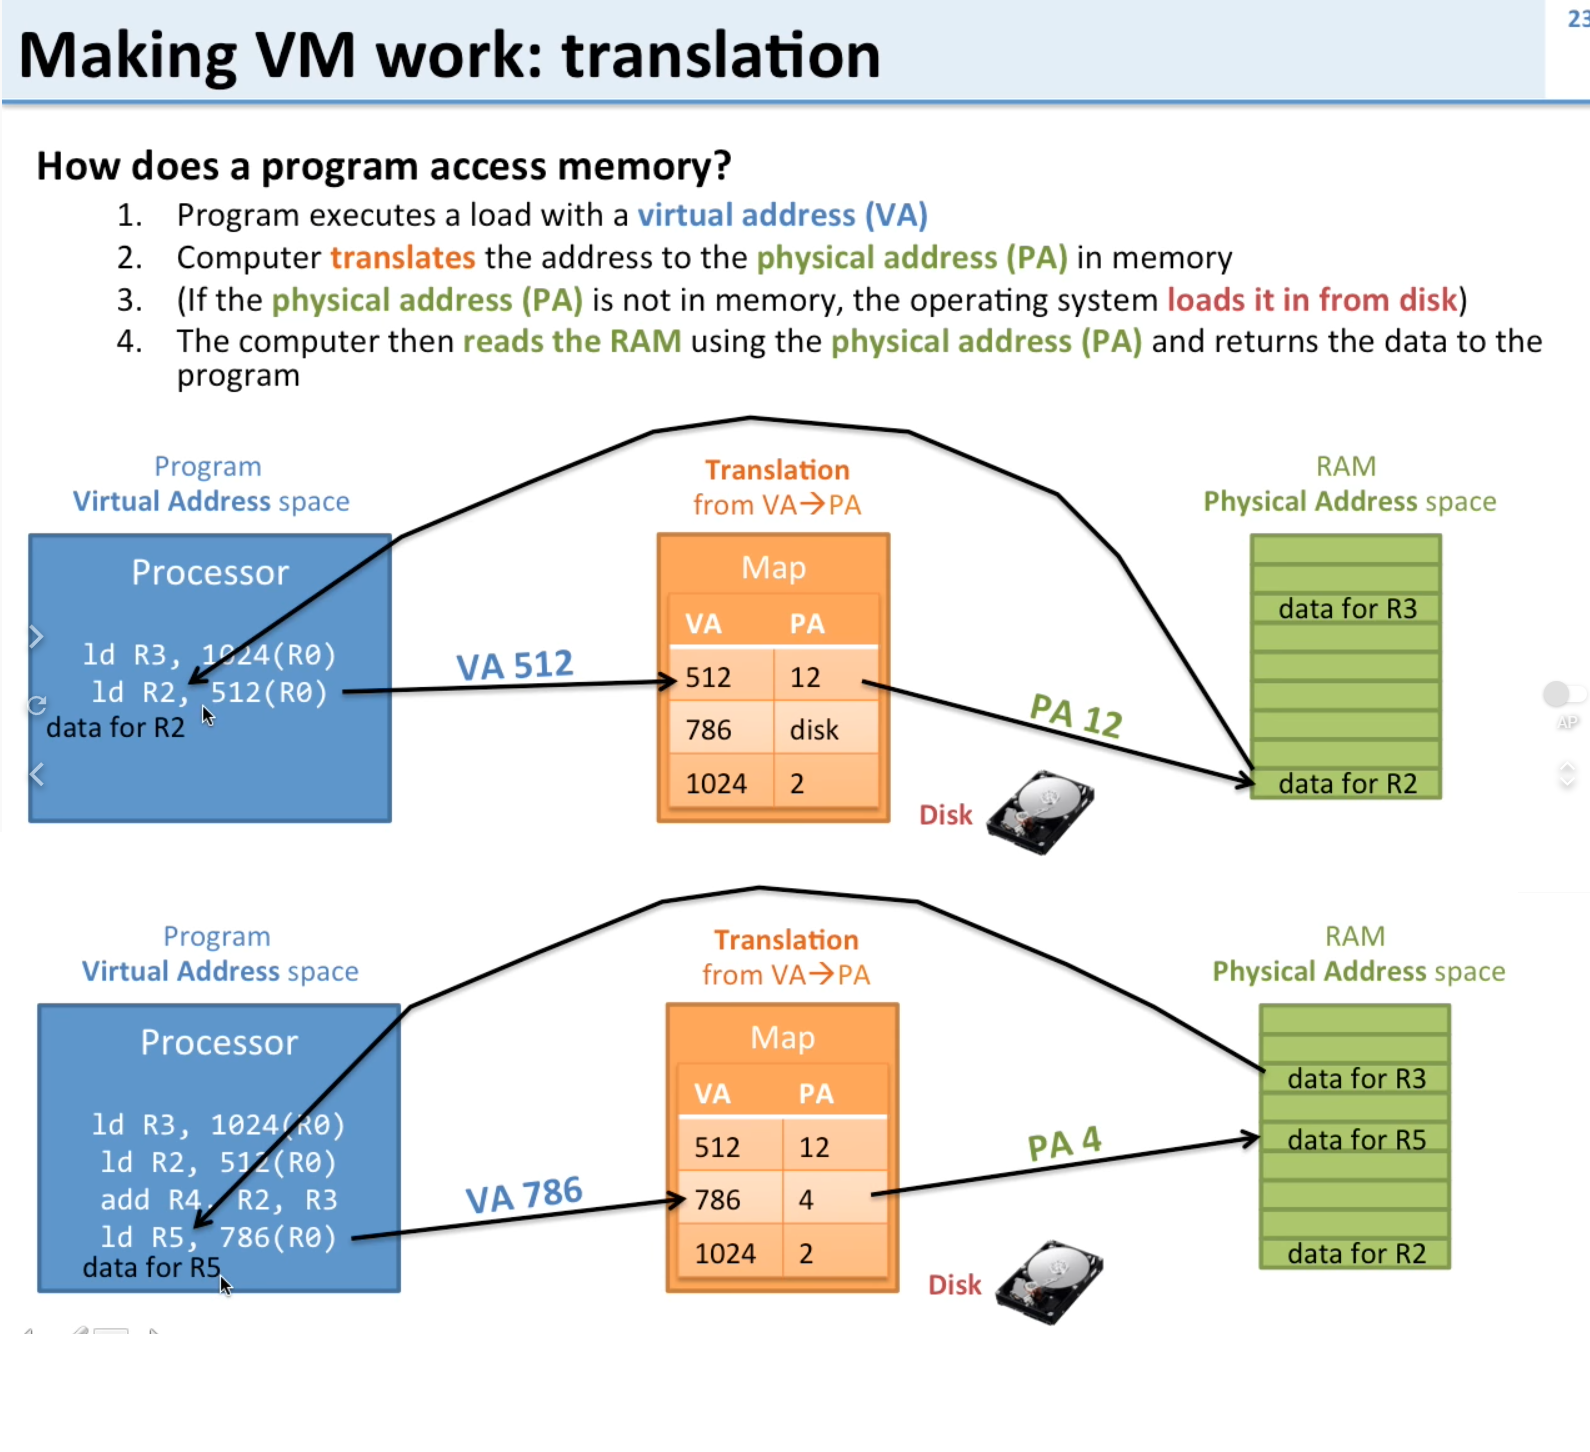 23
Making VM work: translation
How does a program access memory?
1. Program executes a load with a virtual address (VA)
2. Computer translates the address to the physical address (PA) in memory
3. (If the physical address (PA) is not in memory, the operating system loads it in from disk)
4. The computer then reads the RAM using the physical address (PA) and returns the data to the
program
Program
Virtual Address space
Processor
ld R3, 1024(R0)
ld R2, 512(R0)
data for R2
VA 512
Translation
from VA→PA
Map
VA PA
512 12
786 disk
1024 2
PA 12
Disk
RAM
Physical Address space
data for R3
data for R2
AP
Program
Virtual Address space
Processor
ld R3, 1024(R0)
ld R2, 512(R0)
add R4, R2, R3
ld R5, 786(R0)
data for R5
VA 786
Translation
from VA→PA
Map
VA PA
512 12
786 4
1024 2
PA 4
Disk
RAM
Physical Address space
data for R3
data for R5
data for R2